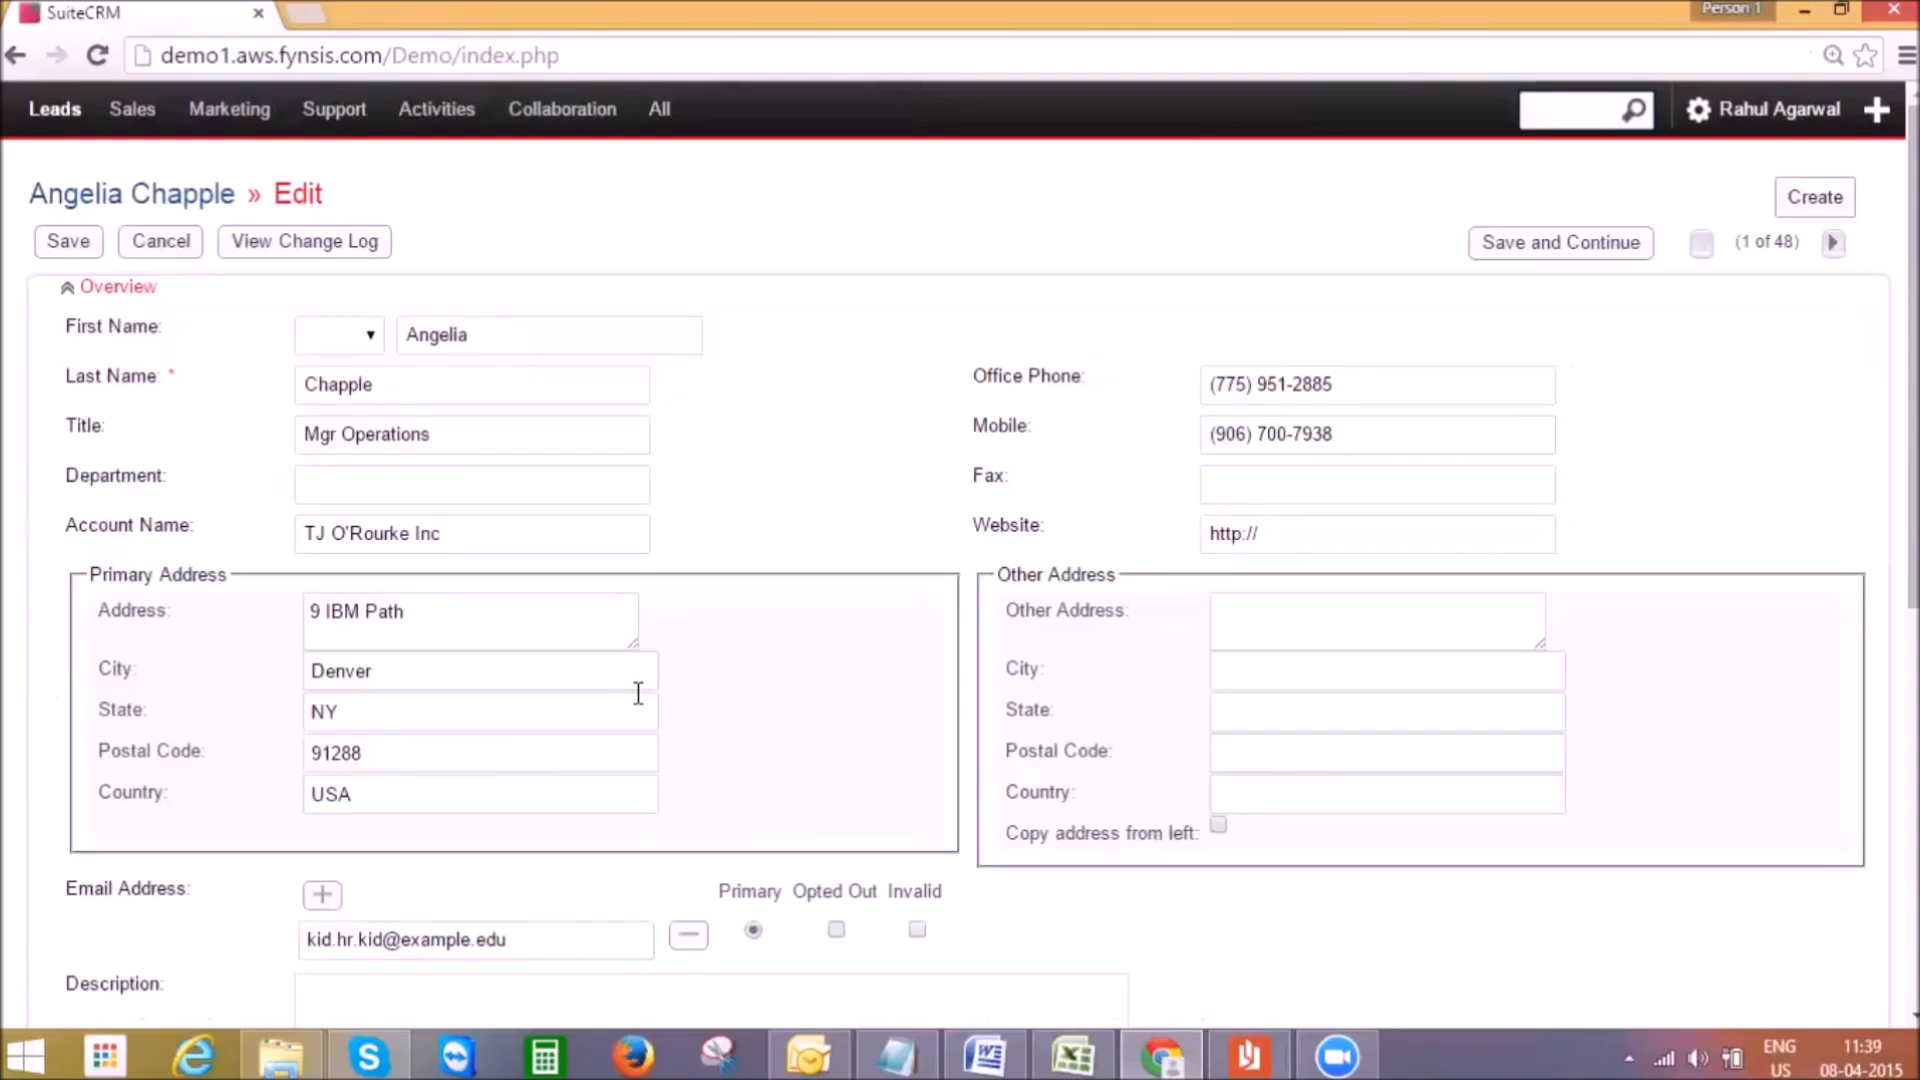 SuiteCRM
Person 1
demo1.aws.fynsis.com/Demo/index.php
Leads Sales Marketing Support Activities Collaboration All Rahul Agarwal
Angelia Chapple » Edit
Create
Save Cancel View Change Log Save and Continue (1 of 48)
Overview
First Name: Angelia
Last Name: * Chapple Office Phone: (775) 951-2885
Title: Mgr Operations Mobile: (906) 700-7938
Department: Fax:
Account Name: TJ O'Rourke Inc Website: http://
Primary Address Other Address
Address: 9 IBM Path Other Address:
City: Denver City:
State: NY State:
Postal Code: 91288 Postal Code:
Country: USA Country:
Copy address from left:
Email Address: Primary Opted Out Invalid
kid.hr.kid@example.edu
Description:
ENG 11:39
US 08-04-2015